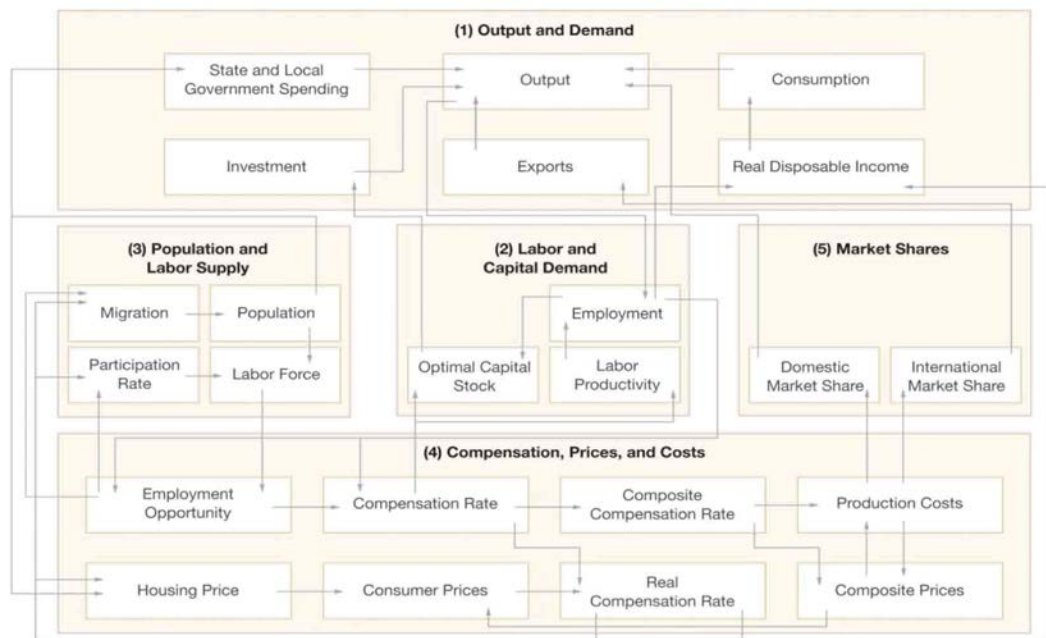 (1) Output and Demand
State and Local
Government Spending
Output
Consumption
Investment
Exports
Real Disposable Income
(3) Population and
Labor Supply
Migration
Population
Participation
Rate
Labor Force
(2) Labor and
Capital Demand
Employment
Optimal Capital
Stock
Labor
Productivity
(5) Market Shares
Domestic
Market Share
International
Market Share
(4) Compensation, Prices, and Costs
Employment
Opportunity
Compensation Rate
Composite
Compensation Rate
Production Costs
Housing Price
Consumer Prices
Real
Compensation Rate
Composite Prices